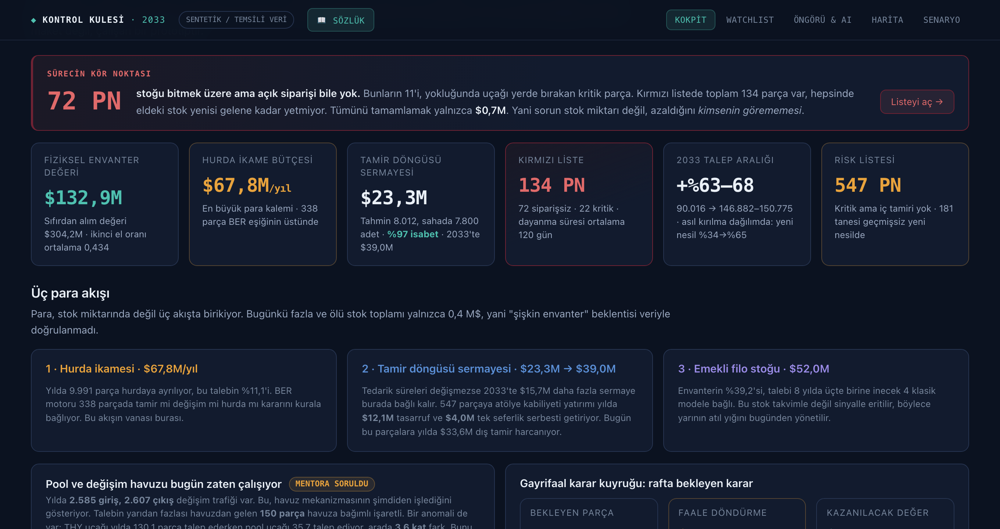 ◆ KONTROL KULESİ · 2033
SENTETİK / TEMSİLİ VERİ
📖 SÖZLÜK
KOKPİT
WATCHLIST
ÖNGÖRÜ & AI
HARİTA
SENARYO
SÜRECİN KÖR NOKTASI
72 PN
stoğu bitmek üzere ama açık siparişi bile yok. Bunların 11'i, yokluğunda uçağı yerde bırakan kritik parça. Kırmızı listede toplam 134 parça var, hepsinde
eldeki stok yenisi gelene kadar yetmiyor. Tümünü tamamlamak yalnızca $0,7M. Yani sorun stok miktarı değil, azaldığını kimsenin görememesi.
Listeyi aç →
FİZİKSEL ENVANTER
DEĞERİ
$132,9M
Sıfırdan alım değeri
$304,2M · ikinci el oranı
ortalama 0,434
HURDA İKAME BÜTÇESİ
$67,8M/yıl
En büyük para kalemi · 338
parça BER eşiğinin üstünde
TAMİR DÖNGÜSÜ
SERMAYESİ
$23,3M
Tahmin 8.012, sahada 7.800
adet · %97 isabet · 2033'te
$39,0M
KIRMIZI LİSTE
134 PN
72 siparişsiz · 22 kritik ·
dayanma süresi ortalama
120 gün
2033 TALEP ARALIĞI
+%63–68
90.016 → 146.882–150.775
· asıl kırılma dağılımda: yeni
nesil %34→%65
RİSK LİSTESİ
547 PN
Kritik ama iç tamiri yok · 181
tanesi geçmişsiz yeni
nesilde
Üç para akışı
Para, stok miktarında değil üç akışta birikiyor. Bugünkü fazla ve ölü stok toplamı yalnızca 0,4 M$, yani "şişkin envanter" beklentisi veriyle
doğrulanmadı.
1 · Hurda ikamesi · $67,8M/yıl
Yılda 9.991 parça hurdaya ayrılıyor, bu talebin %11,1'i. BER
motoru 338 parçada tamir mi değişim mi hurda mı kararını kurala
bağlıyor. Bu akışın vanası burası.
2 · Tamir döngüsü sermayesi · $23,3M → $39,0M
Tedarik süreleri değişmezse 2033'te $15,7M daha fazla sermaye
burada bağlı kalır. 547 parçaya atölye kabiliyeti yatırımı yılda
$12,1M tasarruf ve $4,0M tek seferlik serbesti getiriyor. Bugün
bu parçalara yılda $33,6M dış tamir harcanıyor.
3 · Emekli filo stoğu · $52,0M
Envanterin %39,2'si, talebi 8 yılda üçte birine inecek 4 klasik
modele bağlı. Bu stok takvimle değil sinyalle eritilir, böylece
yarının atıl yığını bugünden yönetilir.
Pool ve değişim havuzu bugün zaten çalışıyor
MENTORA SORULDU
Yılda 2.585 giriş, 2.607 çıkış değişim trafiği var. Bu, havuz mekanizmasının şimdiden işlediğini
gösteriyor. Talebin yarıdan fazlası havuzdan gelen 150 parça havuza bağımlı işaretli. Bir anomali de
var: THY uçağı yılda 130,1 parça talep ederken pool uçağı 35,7 talep ediyor, arada 3,6 kat fark. Bunu
Gayrifaal karar kuyruğu: rafta bekleyen karar
BEKLEYEN PARÇA
FAALE DÖNDÜRME
KAZANILACAK DEĞER